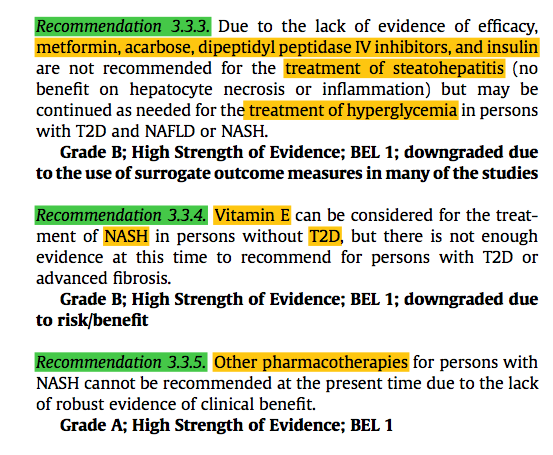 Recommendation 3.3.3. Due to the lack of evidence of efficacy,
metformin, acarbose, dipeptidyl peptidase IV inhibitors, and insulin
are not recommended for the treatment of steatohepatitis (no
benefit on hepatocyte necrosis or inflammation) but may be
continued as needed for the treatment of hyperglycemia in persons
with T2D and NAFLD or NASH.
Grade B; High Strength of Evidence; BEL 1; downgraded due
to the use of surrogate outcome measures in many of the studies
Recommendation 3.3.4. Vitamin E can be considered for the treat-
ment of NASH in persons without T2D, but there is not enough
evidence at this time to recommend for persons with T2D or
advanced fibrosis.
Grade B; High Strength of Evidence; BEL 1; downgraded due
to risk/benefit
Recommendation 3.3.5. Other pharmacotherapies for persons with
NASH cannot be recommended at the present time due to the lack
of robust evidence of clinical benefit.
Grade A; High Strength of Evidence; BEL 1